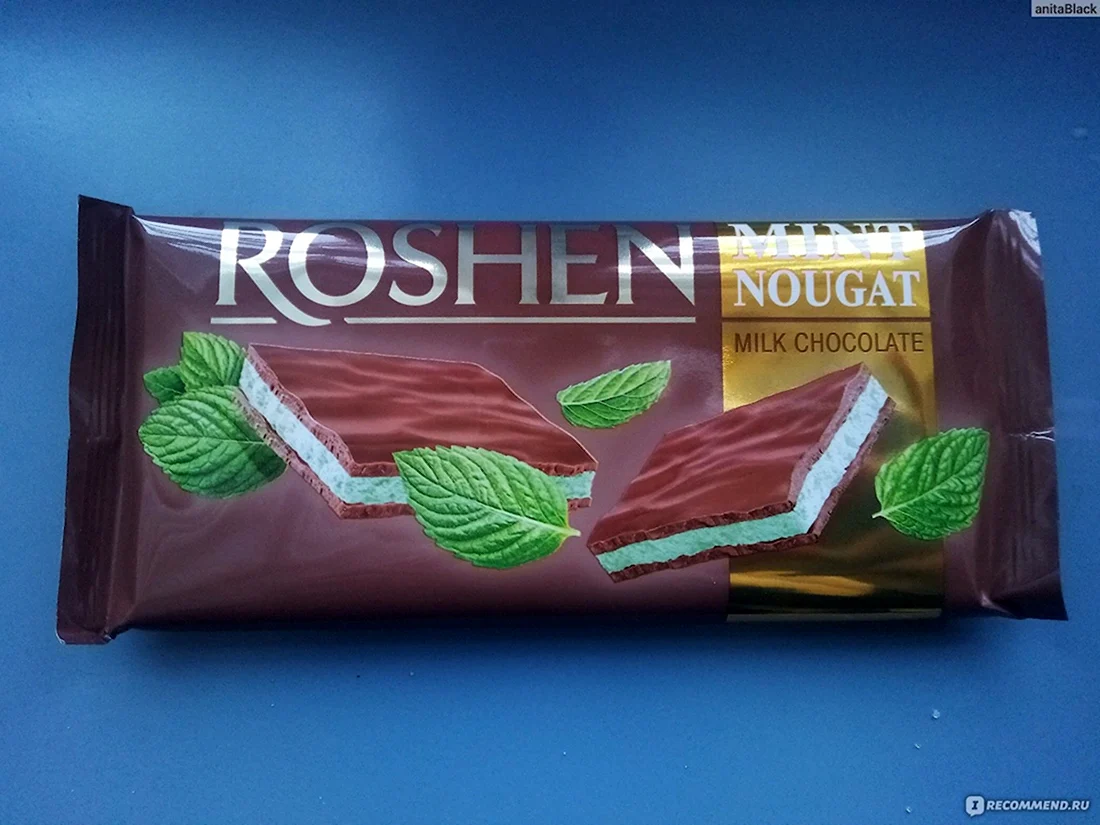 anitaBlack
ROSHEN
MINT
NOUGAT
MILK CHOCOLATE
I RECOMMEND.RU